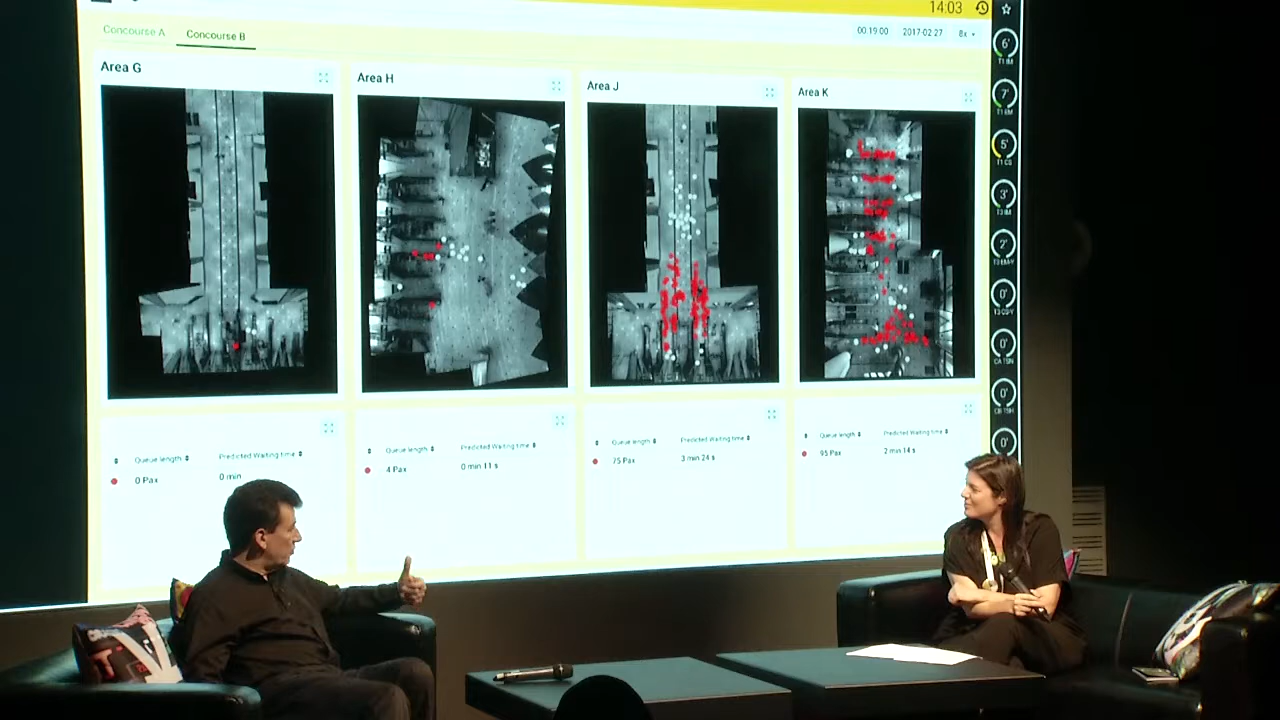 14:03
Concourse A
Concourse B
00:19:00
2017-02-27
8x
Area G
Area H
Area J
Area K
Queue length
Predicted Waiting time
0 Pax
0 min
Queue length
Predicted Waiting time
4 Pax
0 min 11 s
Queue length
Predicted Waiting time
75 Pax
3 min 24 s
Queue length
Predicted Waiting time
95 Pax
2 min 14 s
6'
7'
5'
3'
2'
0'
0'
0'
0'